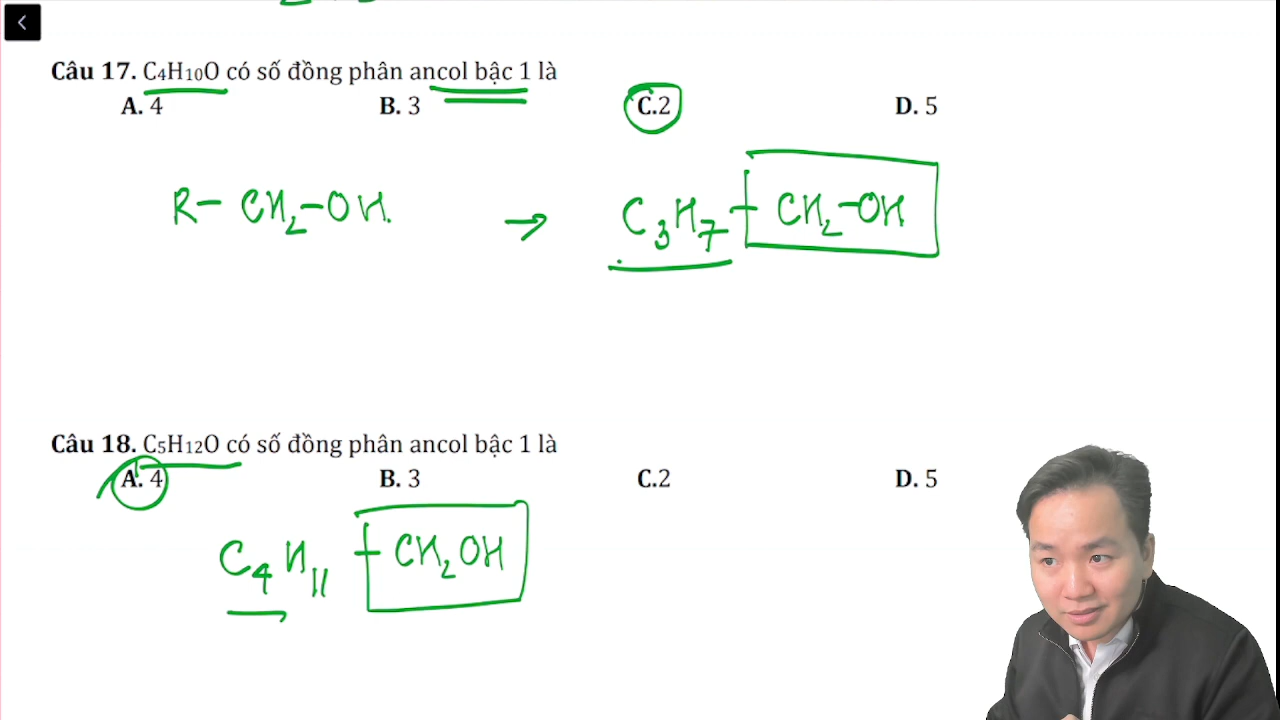 Câu 17. C₄H₁₀O có số đồng phân ancol bậc 1 là
A. 4 B. 3 C.2 D. 5
R – CH₂ – OH. → C₃H₇ – CH₂–OH
Câu 18. C₅H₁₂O có số đồng phân ancol bậc 1 là
A. 4 B. 3 C.2 D. 5
C₄H₁₁ – CH₂OH